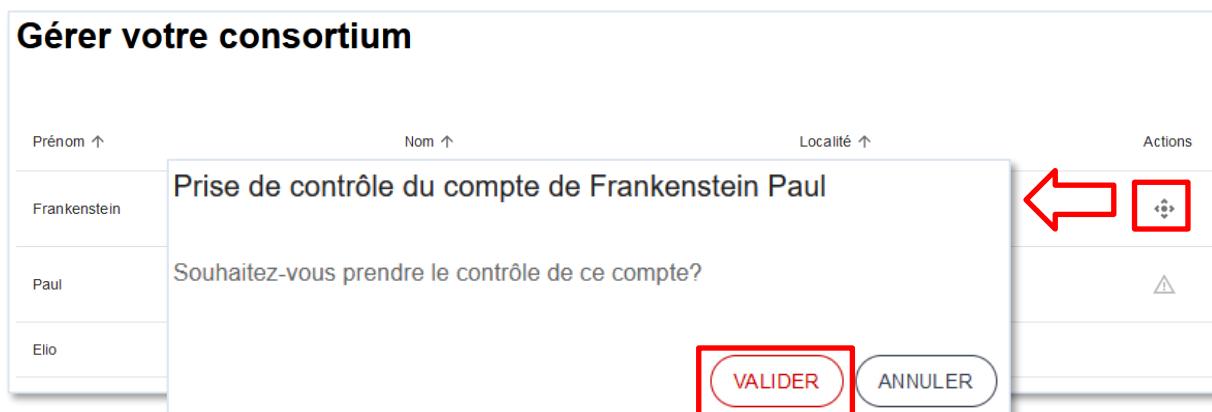 Gérer votre consortium
Prénom ↑ Nom ↑ Localité ↑ Actions
Prise de contrôle du compte de Frankenstein Paul
Frankenstein
Souhaitez-vous prendre le contrôle de ce compte?
Paul
Elio
VALIDER ANNULER